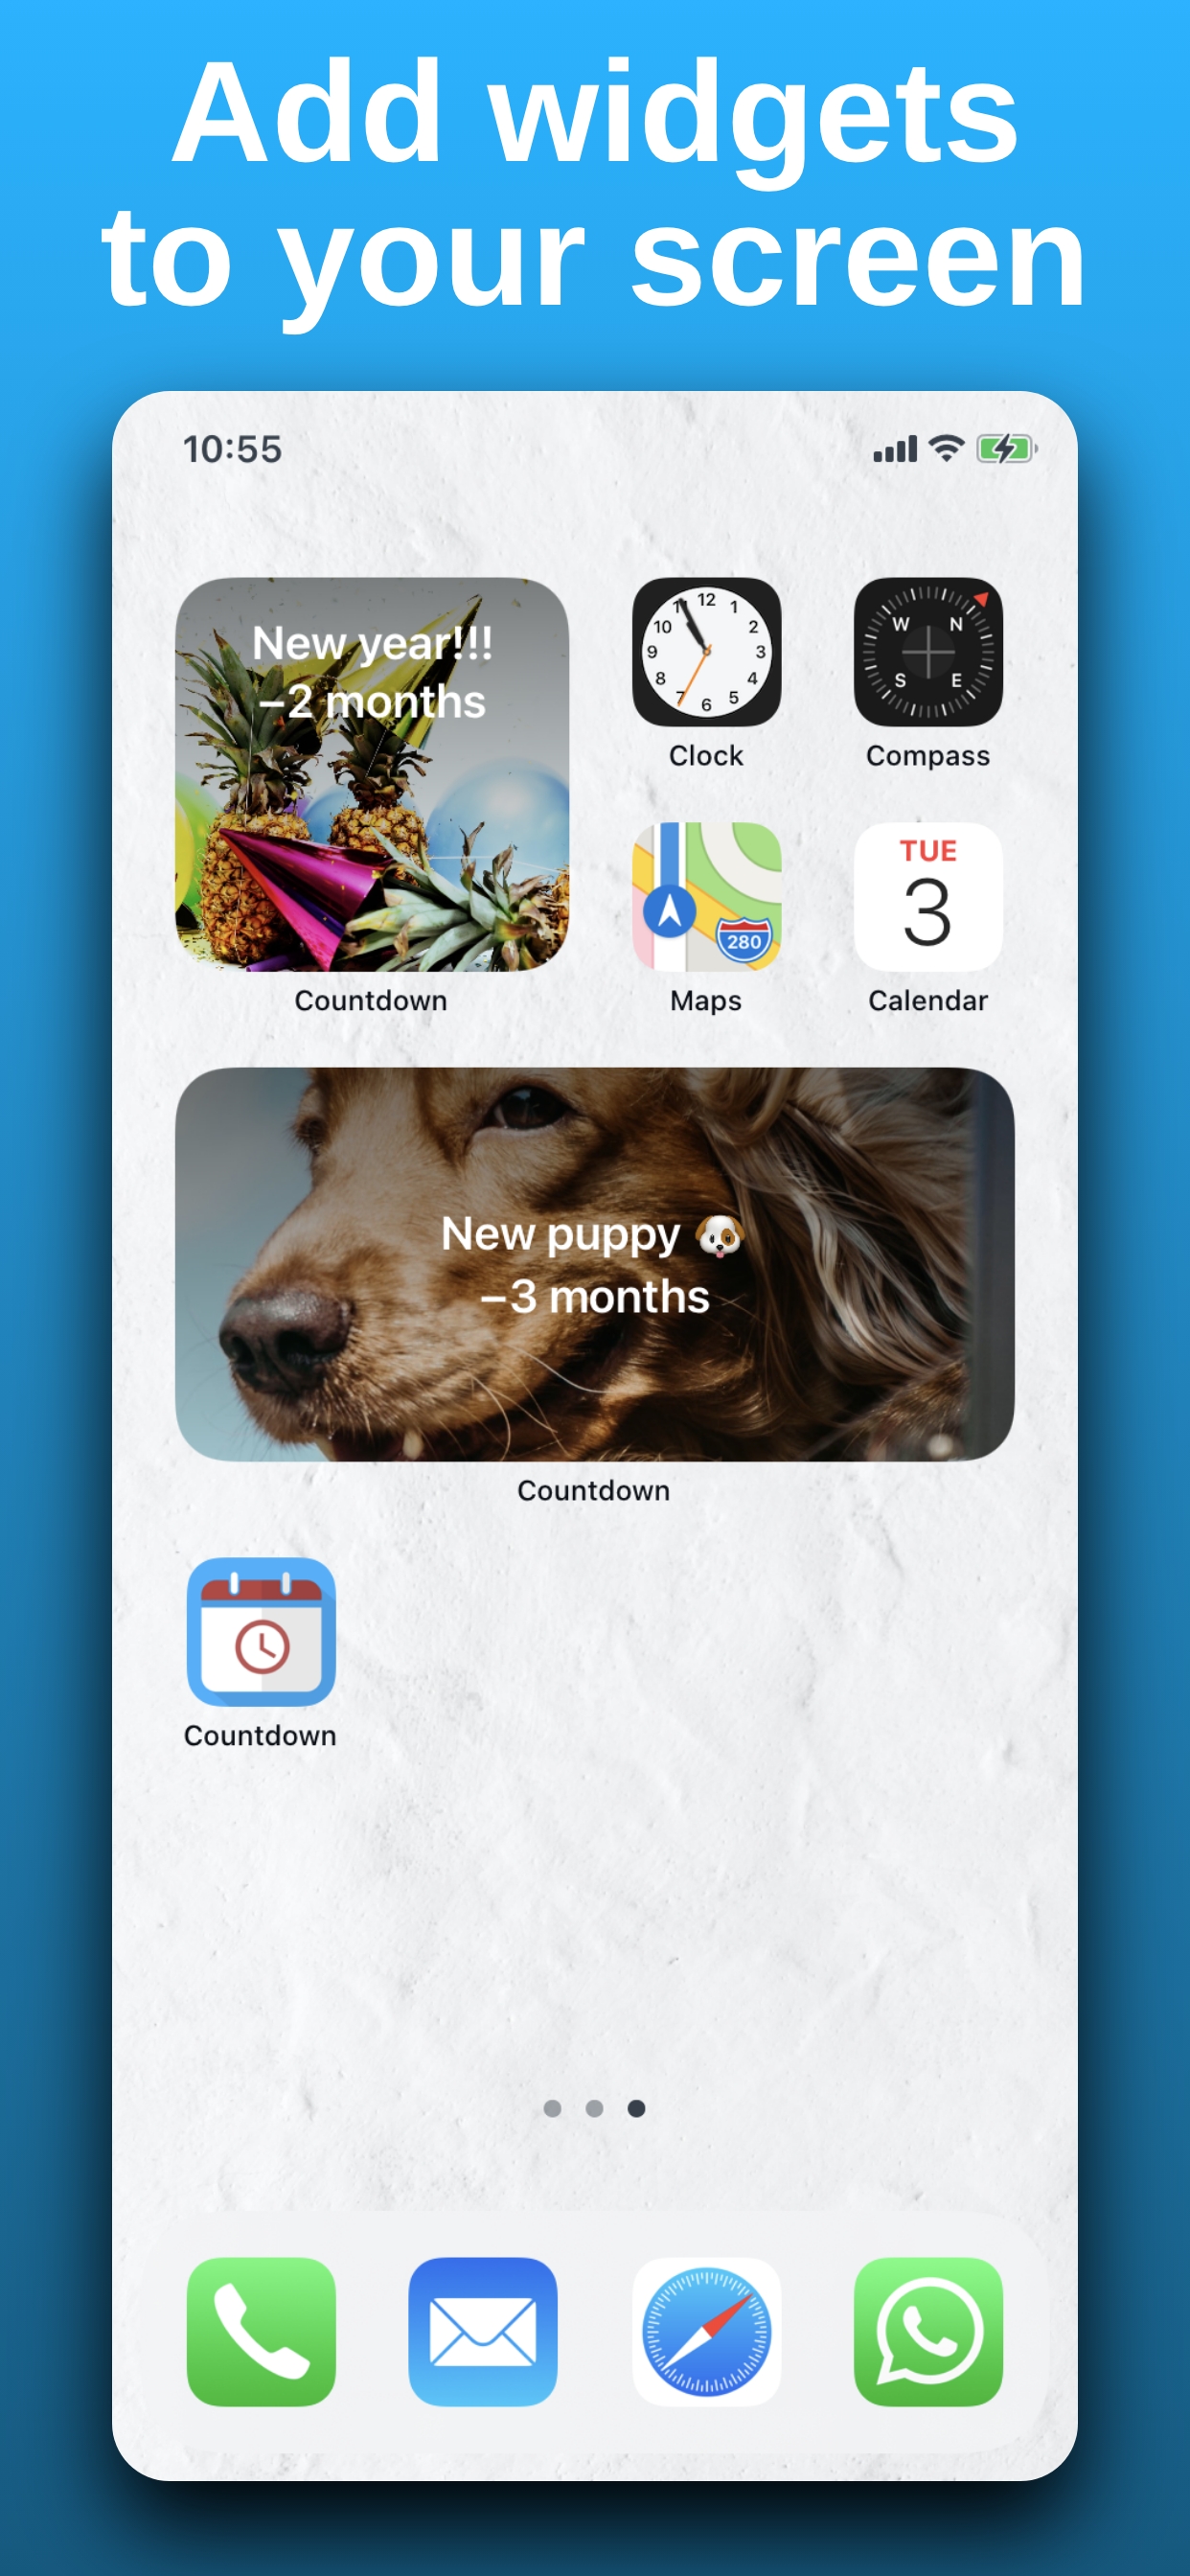 Add widgets
to your screen
10:55
New year!!!
–2 months
Countdown
12
1
2
3
4
5
6
7
8
9
10
11
Clock
W N
S E
Compass
280
Maps
TUE
3
Calendar
New puppy 🐶
–3 months
Countdown
Countdown